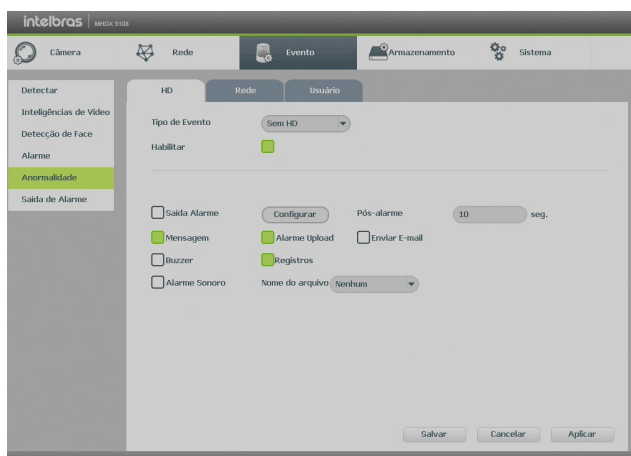 intelbras MHDX 5108
Câmera Rede Evento Armazenamento Sistema
Detectar
Inteligências de Vídeo
Detecção de Face
Alarme
Anormalidade
Saída de Alarme
HD Rede Usuário
Tipo de Evento Sem HD
Habilitar
Saída Alarme Configurar Pós-alarme 10 seg.
Mensagem Alarme Upload Enviar E-mail
Buzzer Registros
Alarme Sonoro Nome do arquivo Nenhum
Salvar Cancelar Aplicar